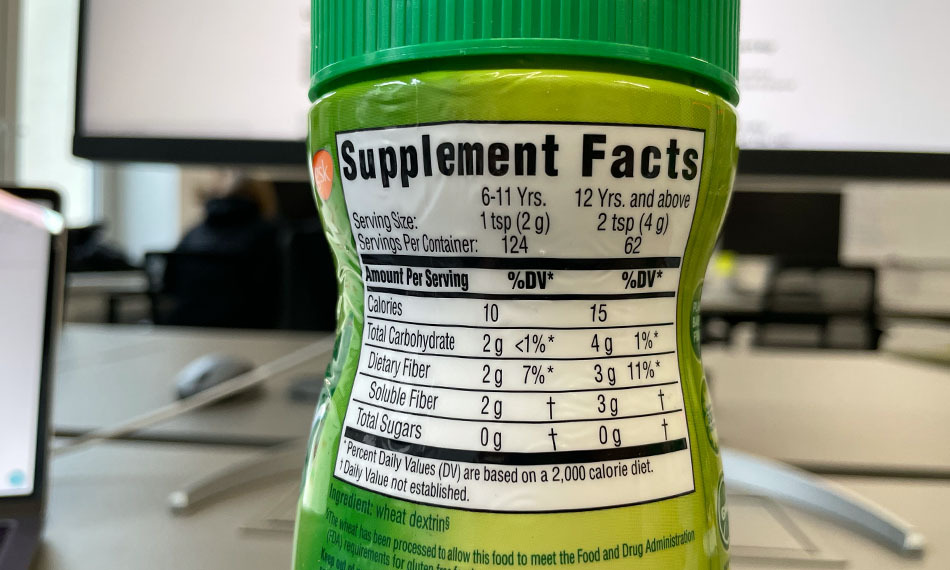 gsk
Supplement Facts
6-11 Yrs. 12 Yrs. and above
Serving Size: 1 tsp (2 g) 2 tsp (4 g)
Servings Per Container: 124 62
Amount Per Serving %DV* %DV*
Calories 10 15
Total Carbohydrate 2 g <1%* 4 g 1%*
Dietary Fiber 2 g 7%* 3 g 11%*
Soluble Fiber 2 g † 3 g †
Total Sugars 0 g † 0 g †
* Percent Daily Values (DV) are based on a 2,000 calorie diet.
† Daily Value not established.
Ingredient: wheat dextrin§
§The wheat has been processed to allow this food to meet the Food and Drug Administration
(FDA) requirements for gluten
Keep out of